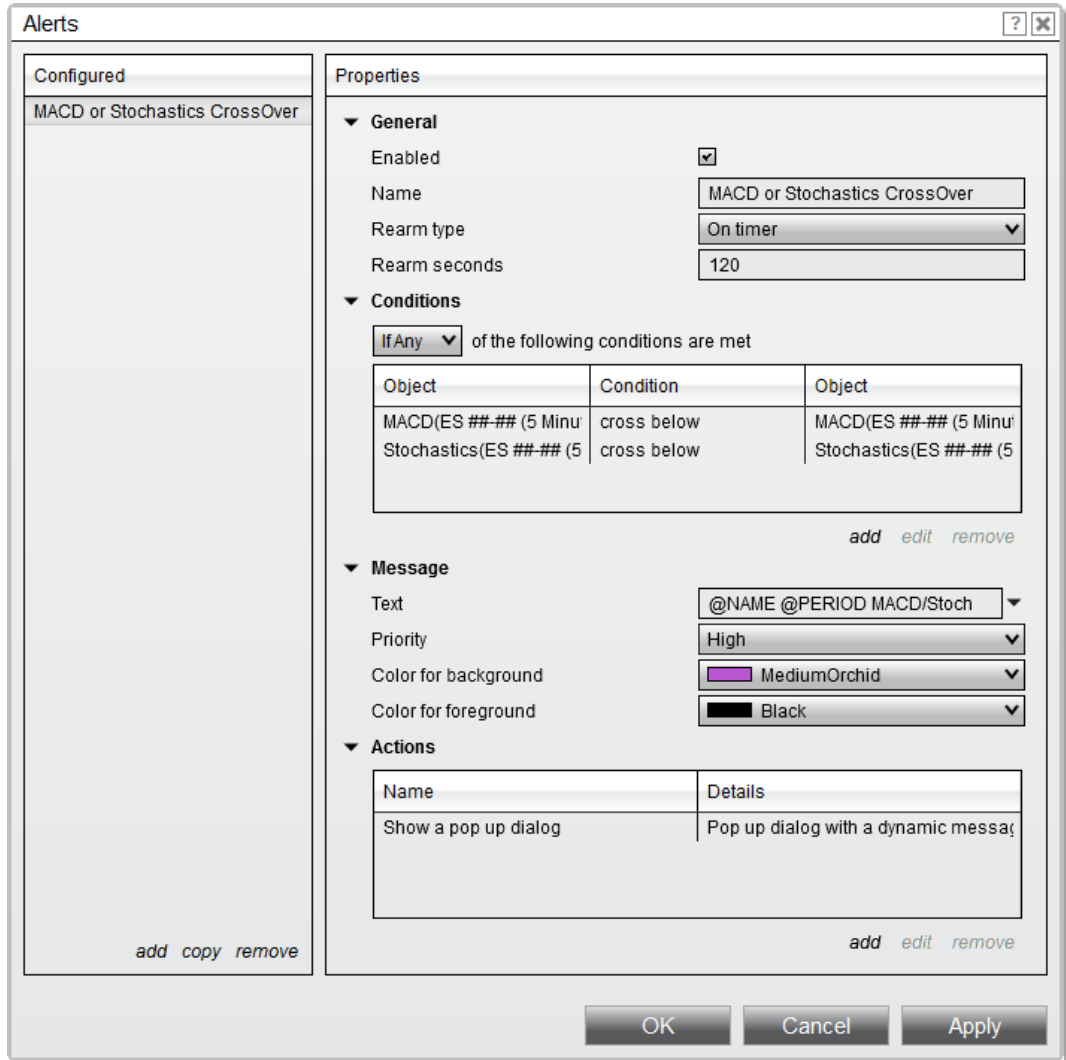 Alerts
Configured
MACD or Stochastics CrossOver
add copy remove
Properties
General
Enabled
Name MACD or Stochastics CrossOver
Rearm type On timer
Rearm seconds 120
Conditions
If Any of the following conditions are met
Object Condition Object
MACD(ES ##-## (5 Minut cross below MACD(ES ##-## (5 Minut
Stochastics(ES ##-## (5 cross below Stochastics(ES ##-## (5
add edit remove
Message
Text @NAME @PERIOD MACD/Stoch
Priority High
Color for background MediumOrchid
Color for foreground Black
Actions
Name Details
Show a pop up dialog Pop up dialog with a dynamic messag
add edit remove
OK Cancel Apply